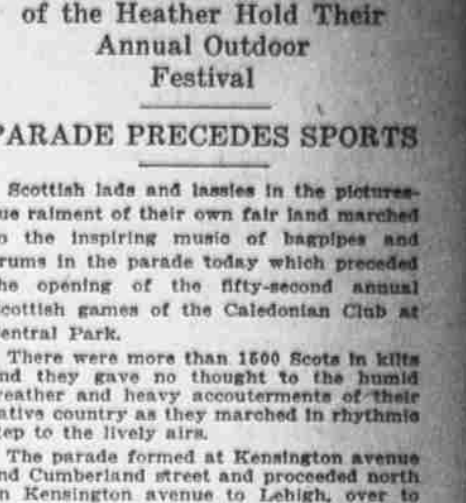 of the Heather Hold Their
Annual Outdoor
Festival
PARADE PRECEDES SPORTS
Scottish lads and lassies in the pictures-
ue raiment of their own fair land marched
o the inspiring music of bagpipes and
rums in the parade today which preceded
he opening of the fifty-second annual
cottish games of the Caledonian Club at
entral Park.
There were more than 1500 Scots in kilts
nd they gave no thought to the humid
eather and heavy accouterments of their
ative country as they marched in rhythmic
tep to the lively airs.
The parade formed at Kensington avenue
nd Cumberland street and proceeded north
n Kensington avenue to Lehigh, over to